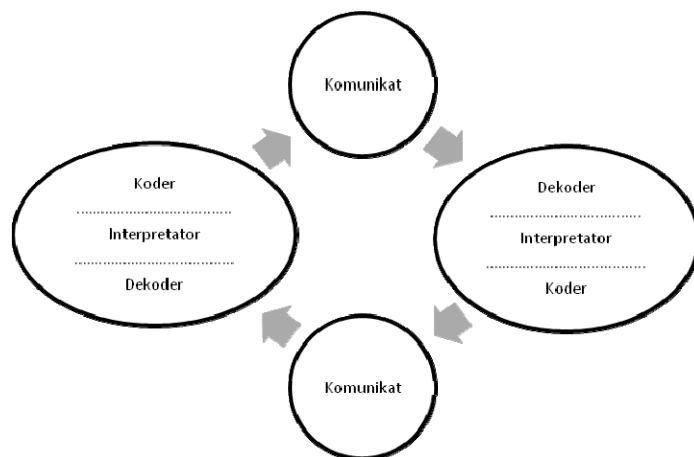 Komunikat
Koder
Interpretator
Dekoder
Dekoder
Interpretator
Koder
Komunikat